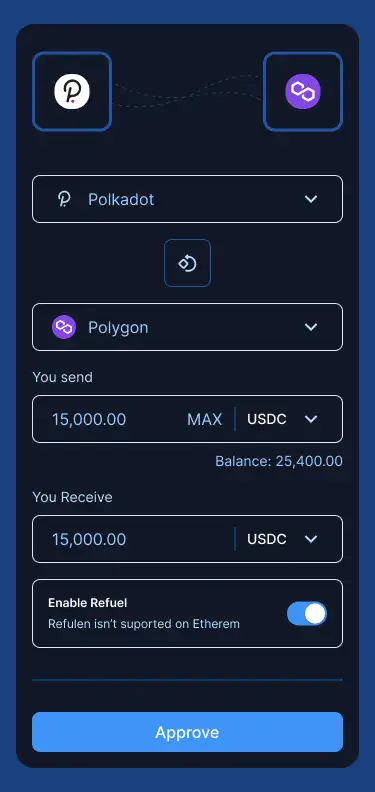 Polkadot
Polygon
You send
15,000.00 MAX USDC
Balance: 25,400.00
You Receive
15,000.00 USDC
Enable Refuel
Refulen isn't suported on Etherem
Approve